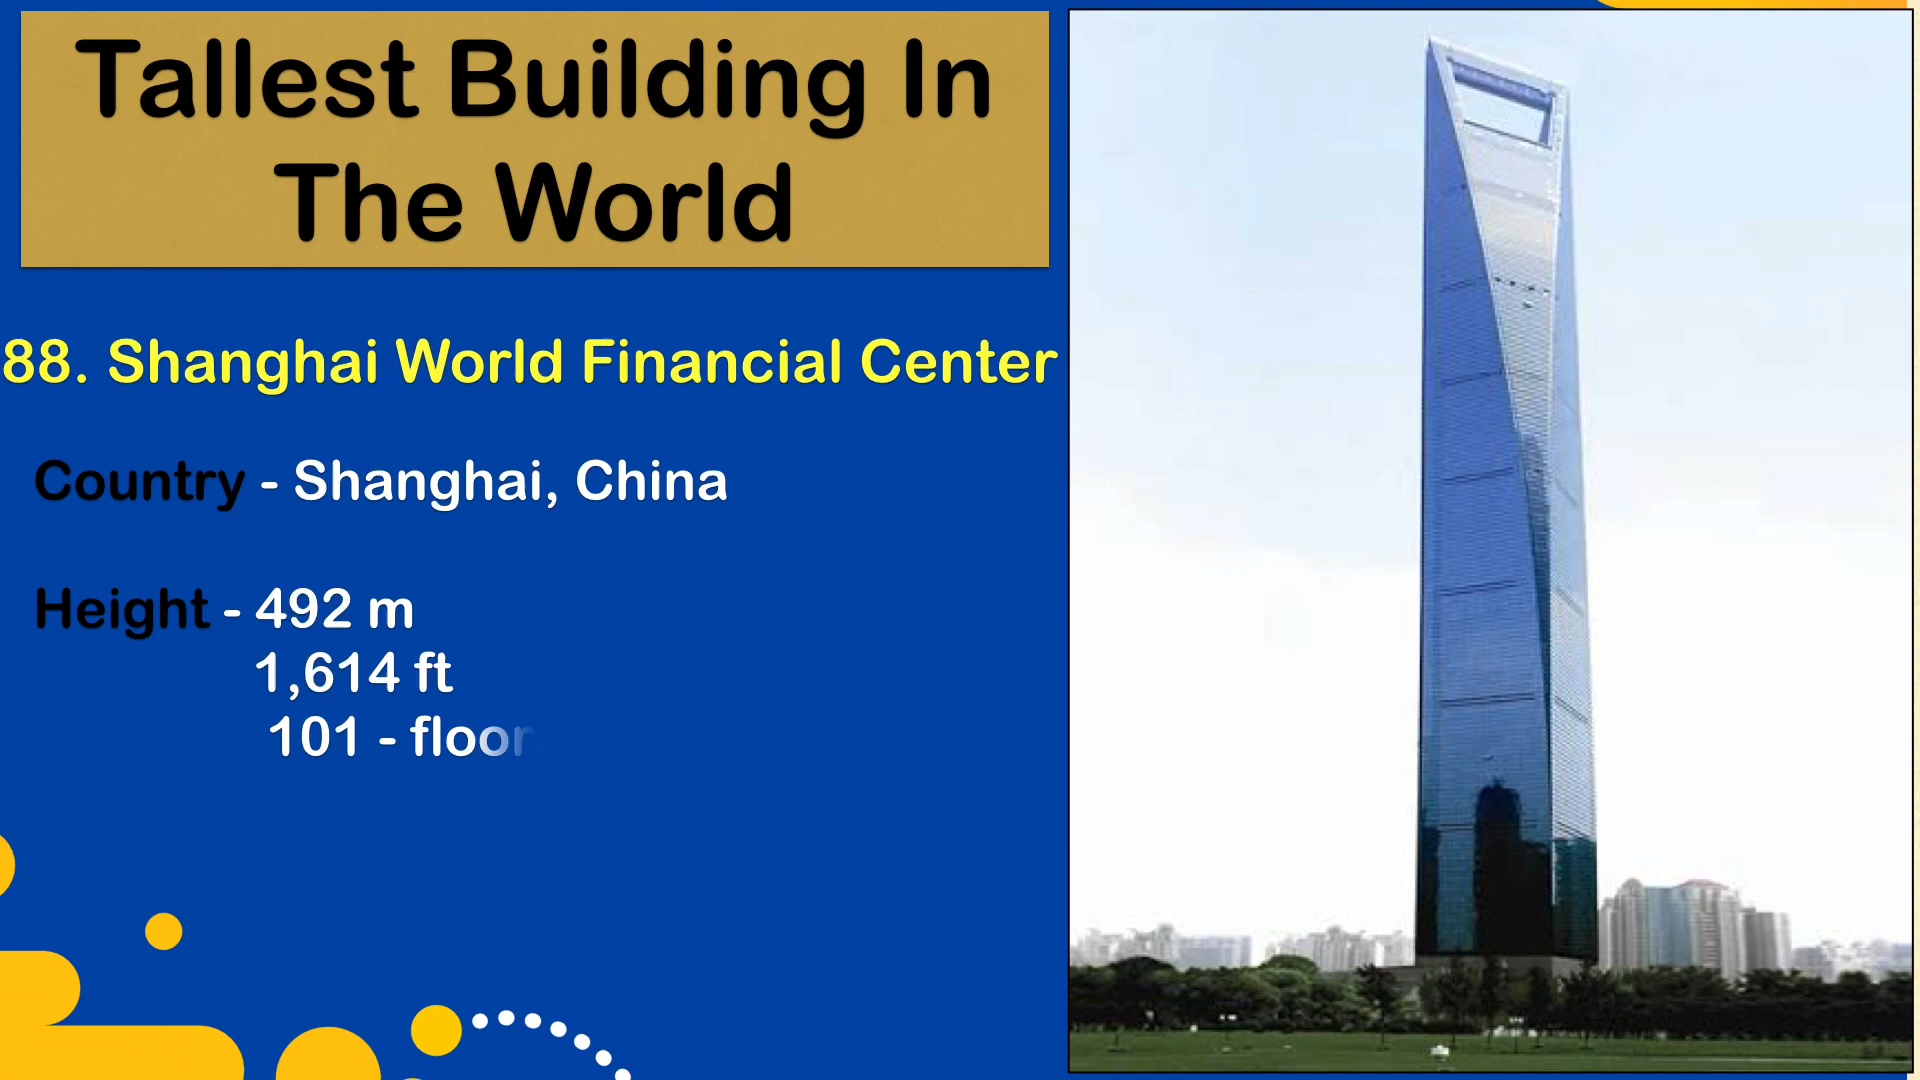 Tallest Building In
The World
88. Shanghai World Financial Center
Country - Shanghai, China
Height - 492 m
1,614 ft
101 - floor